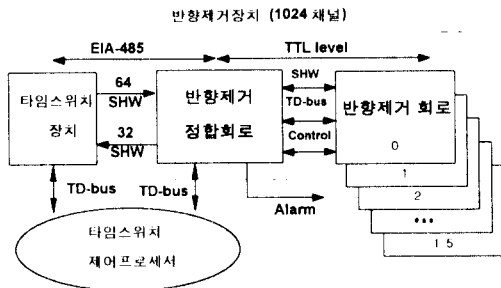 반향제거장치 (1024 채널)
EIA-485
TTL level
타임스위치
장치
64
SHW
32
SHW
반향제거
정합회로
SHW
TD-bus
Control
반향제거 회로
0
1
2
•••
15
TD-bus
TD-bus
Alarm
타임스위치
제어프로세서